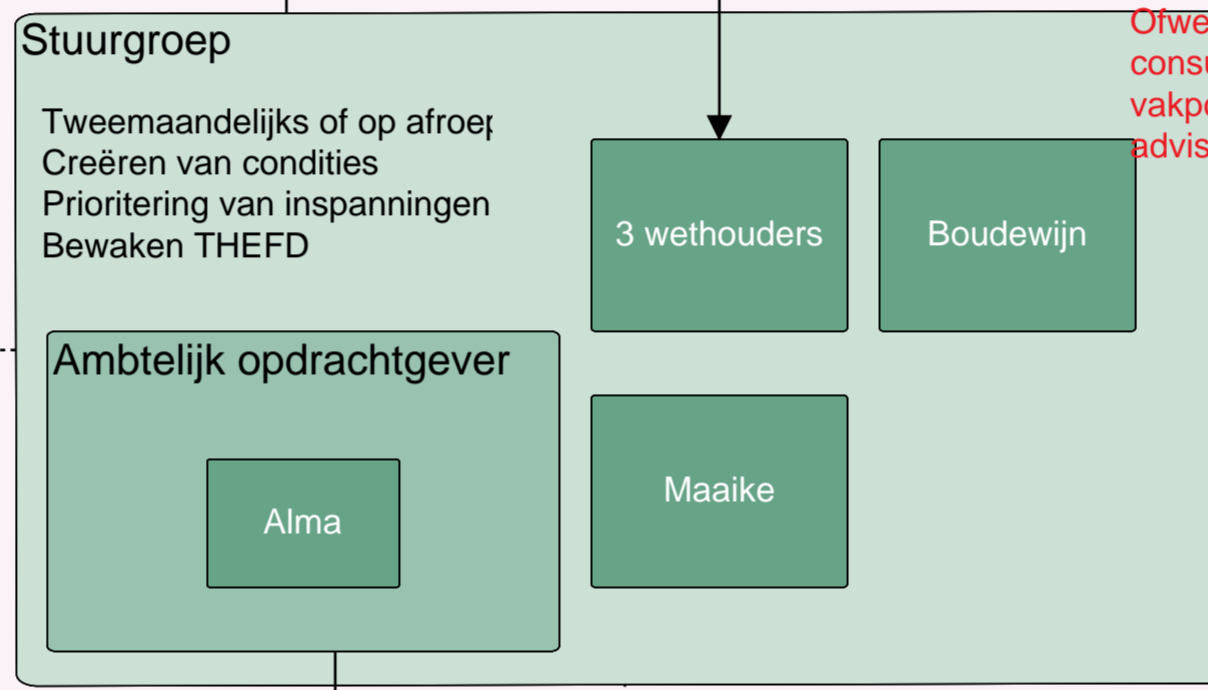 Stuurgroep
Tweemaandelijks of op afroep
Creëren van condities
Prioritering van inspanningen
Bewaken THEFD
3 wethouders
Boudewijn
Ambtelijk opdrachtgever
Alma
Maaike